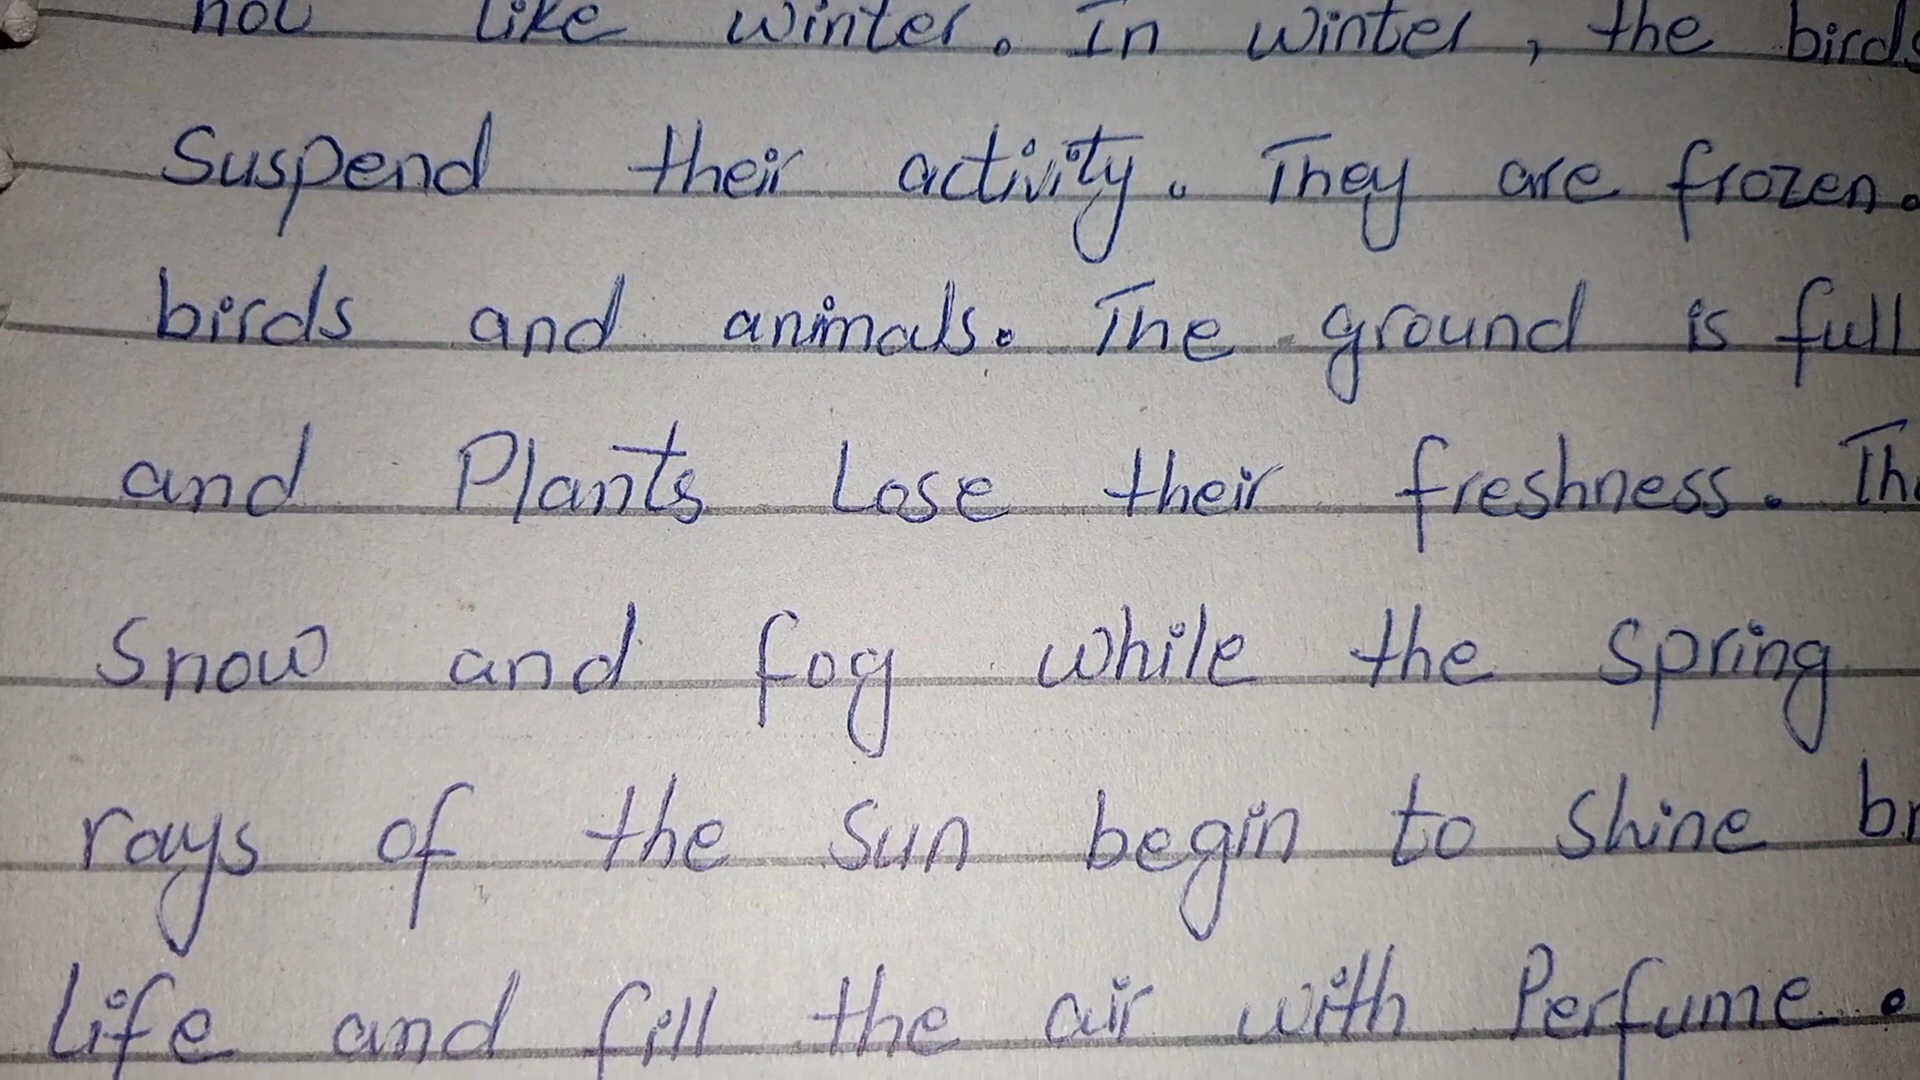 not like winter. In winter, the birds
Suspend their activity. They are frozen.
birds and animals. The ground is full
and Plants Lose their freshness.
Snow and fog while the spring
rays of the Sun begin to Shine
Life and fill the air with Perfume.